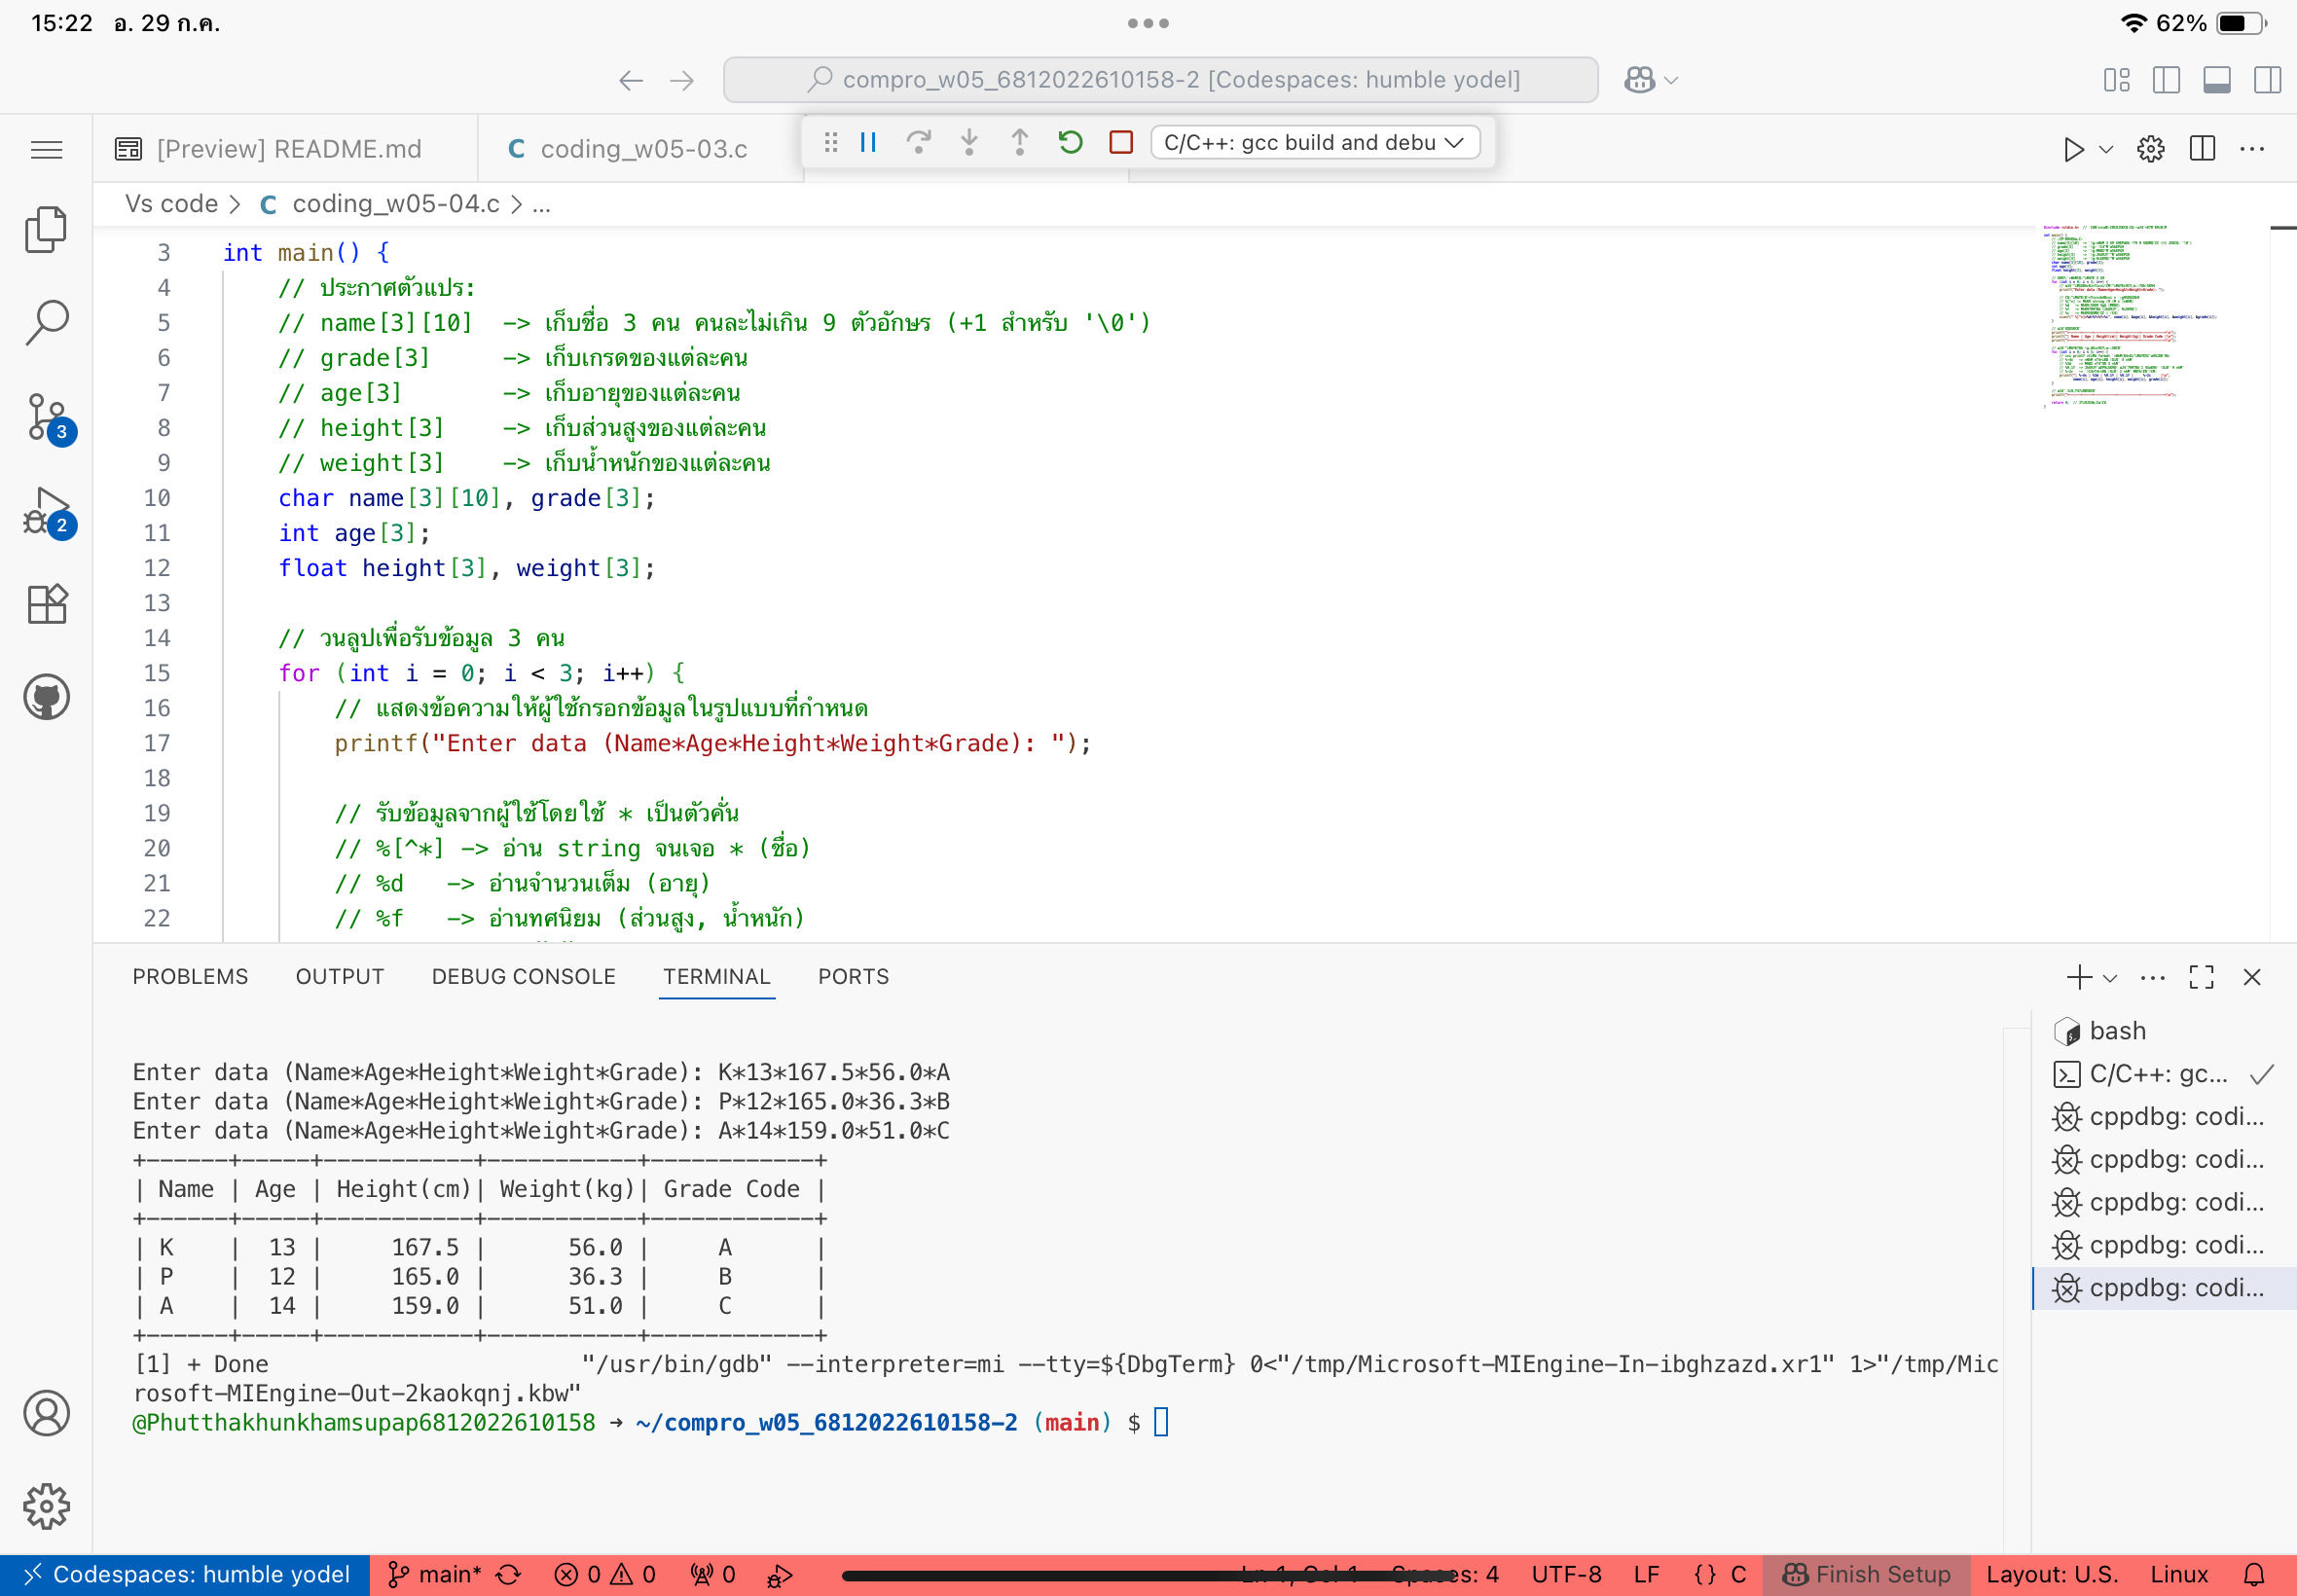 15:22 อ. 29 ก.ค.
62%
compro_w05_6812022610158-2 [Codespaces: humble yodel]
[Preview] README.md
C coding_w05-03.c
C/C++: gcc build and debu
Vs code > C coding_w05-04.c > ...
3 int main() {
4 // ประกาศตัวแปร:
5 // name[3][10] -> เก็บชื่อ 3 คน คนละไม่เกิน 9 ตัวอักษร (+1 สำหรับ '\0')
6 // grade[3] -> เก็บเกรดของแต่ละคน
7 // age[3] -> เก็บอายุของแต่ละคน
8 // height[3] -> เก็บส่วนสูงของแต่ละคน
9 // weight[3] -> เก็บน้ำหนักของแต่ละคน
10 char name[3][10], grade[3];
11 int age[3];
12 float height[3], weight[3];
13
14 // วนลูปเพื่อรับข้อมูล 3 คน
15 for (int i = 0; i < 3; i++) {
16 // แสดงข้อความให้ผู้ใช้กรอกข้อมูลในรูปแบบที่กำหนด
17 printf("Enter data (Name*Age*Height*Weight*Grade): ");
18
19 // รับข้อมูลจากผู้ใช้โดยใช้ * เป็นตัวคั่น
20 // %[^*] -> อ่าน string จนเจอ * (ชื่อ)
21 // %d -> อ่านจำนวนเต็ม (อายุ)
22 // %f -> อ่านทศนิยม (ส่วนสูง, น้ำหนัก)
3
2
PROBLEMS OUTPUT DEBUG CONSOLE TERMINAL PORTS
Enter data (Name*Age*Height*Weight*Grade): K*13*167.5*56.0*A
Enter data (Name*Age*Height*Weight*Grade): P*12*165.0*36.3*B
Enter data (Name*Age*Height*Weight*Grade): A*14*159.0*51.0*C
+------+-----+-----------+-----------+------------+
| Name | Age | Height(cm)| Weight(kg)| Grade Code |
+------+-----+-----------+-----------+------------+
| K    |  13 |     167.5 |      56.0 |     A      |
| P    |  12 |     165.0 |      36.3 |     B      |
| A    |  14 |     159.0 |      51.0 |     C      |
+------+-----+-----------+-----------+------------+
[1] + Done "/usr/bin/gdb" --interpreter=mi --tty=${DbgTerm} 0<"/tmp/Microsoft-MIEngine-In-ibghzazd.xr1" 1>"/tmp/Mic
rosoft-MIEngine-Out-2kaokqnj.kbw"
@Phutthakhunkhamsupap6812022610158 → ~/compro_w05_6812022610158-2 (main) $
bash
C/C++: gc...
cppdbg: codi...
cppdbg: codi...
cppdbg: codi...
cppdbg: codi...
cppdbg: codi...
Codespaces: humble yodel main* 0 0 0 Ln 1, Col 1 Spaces: 4 UTF-8 LF {} C Finish Setup Layout: U.S. Linux